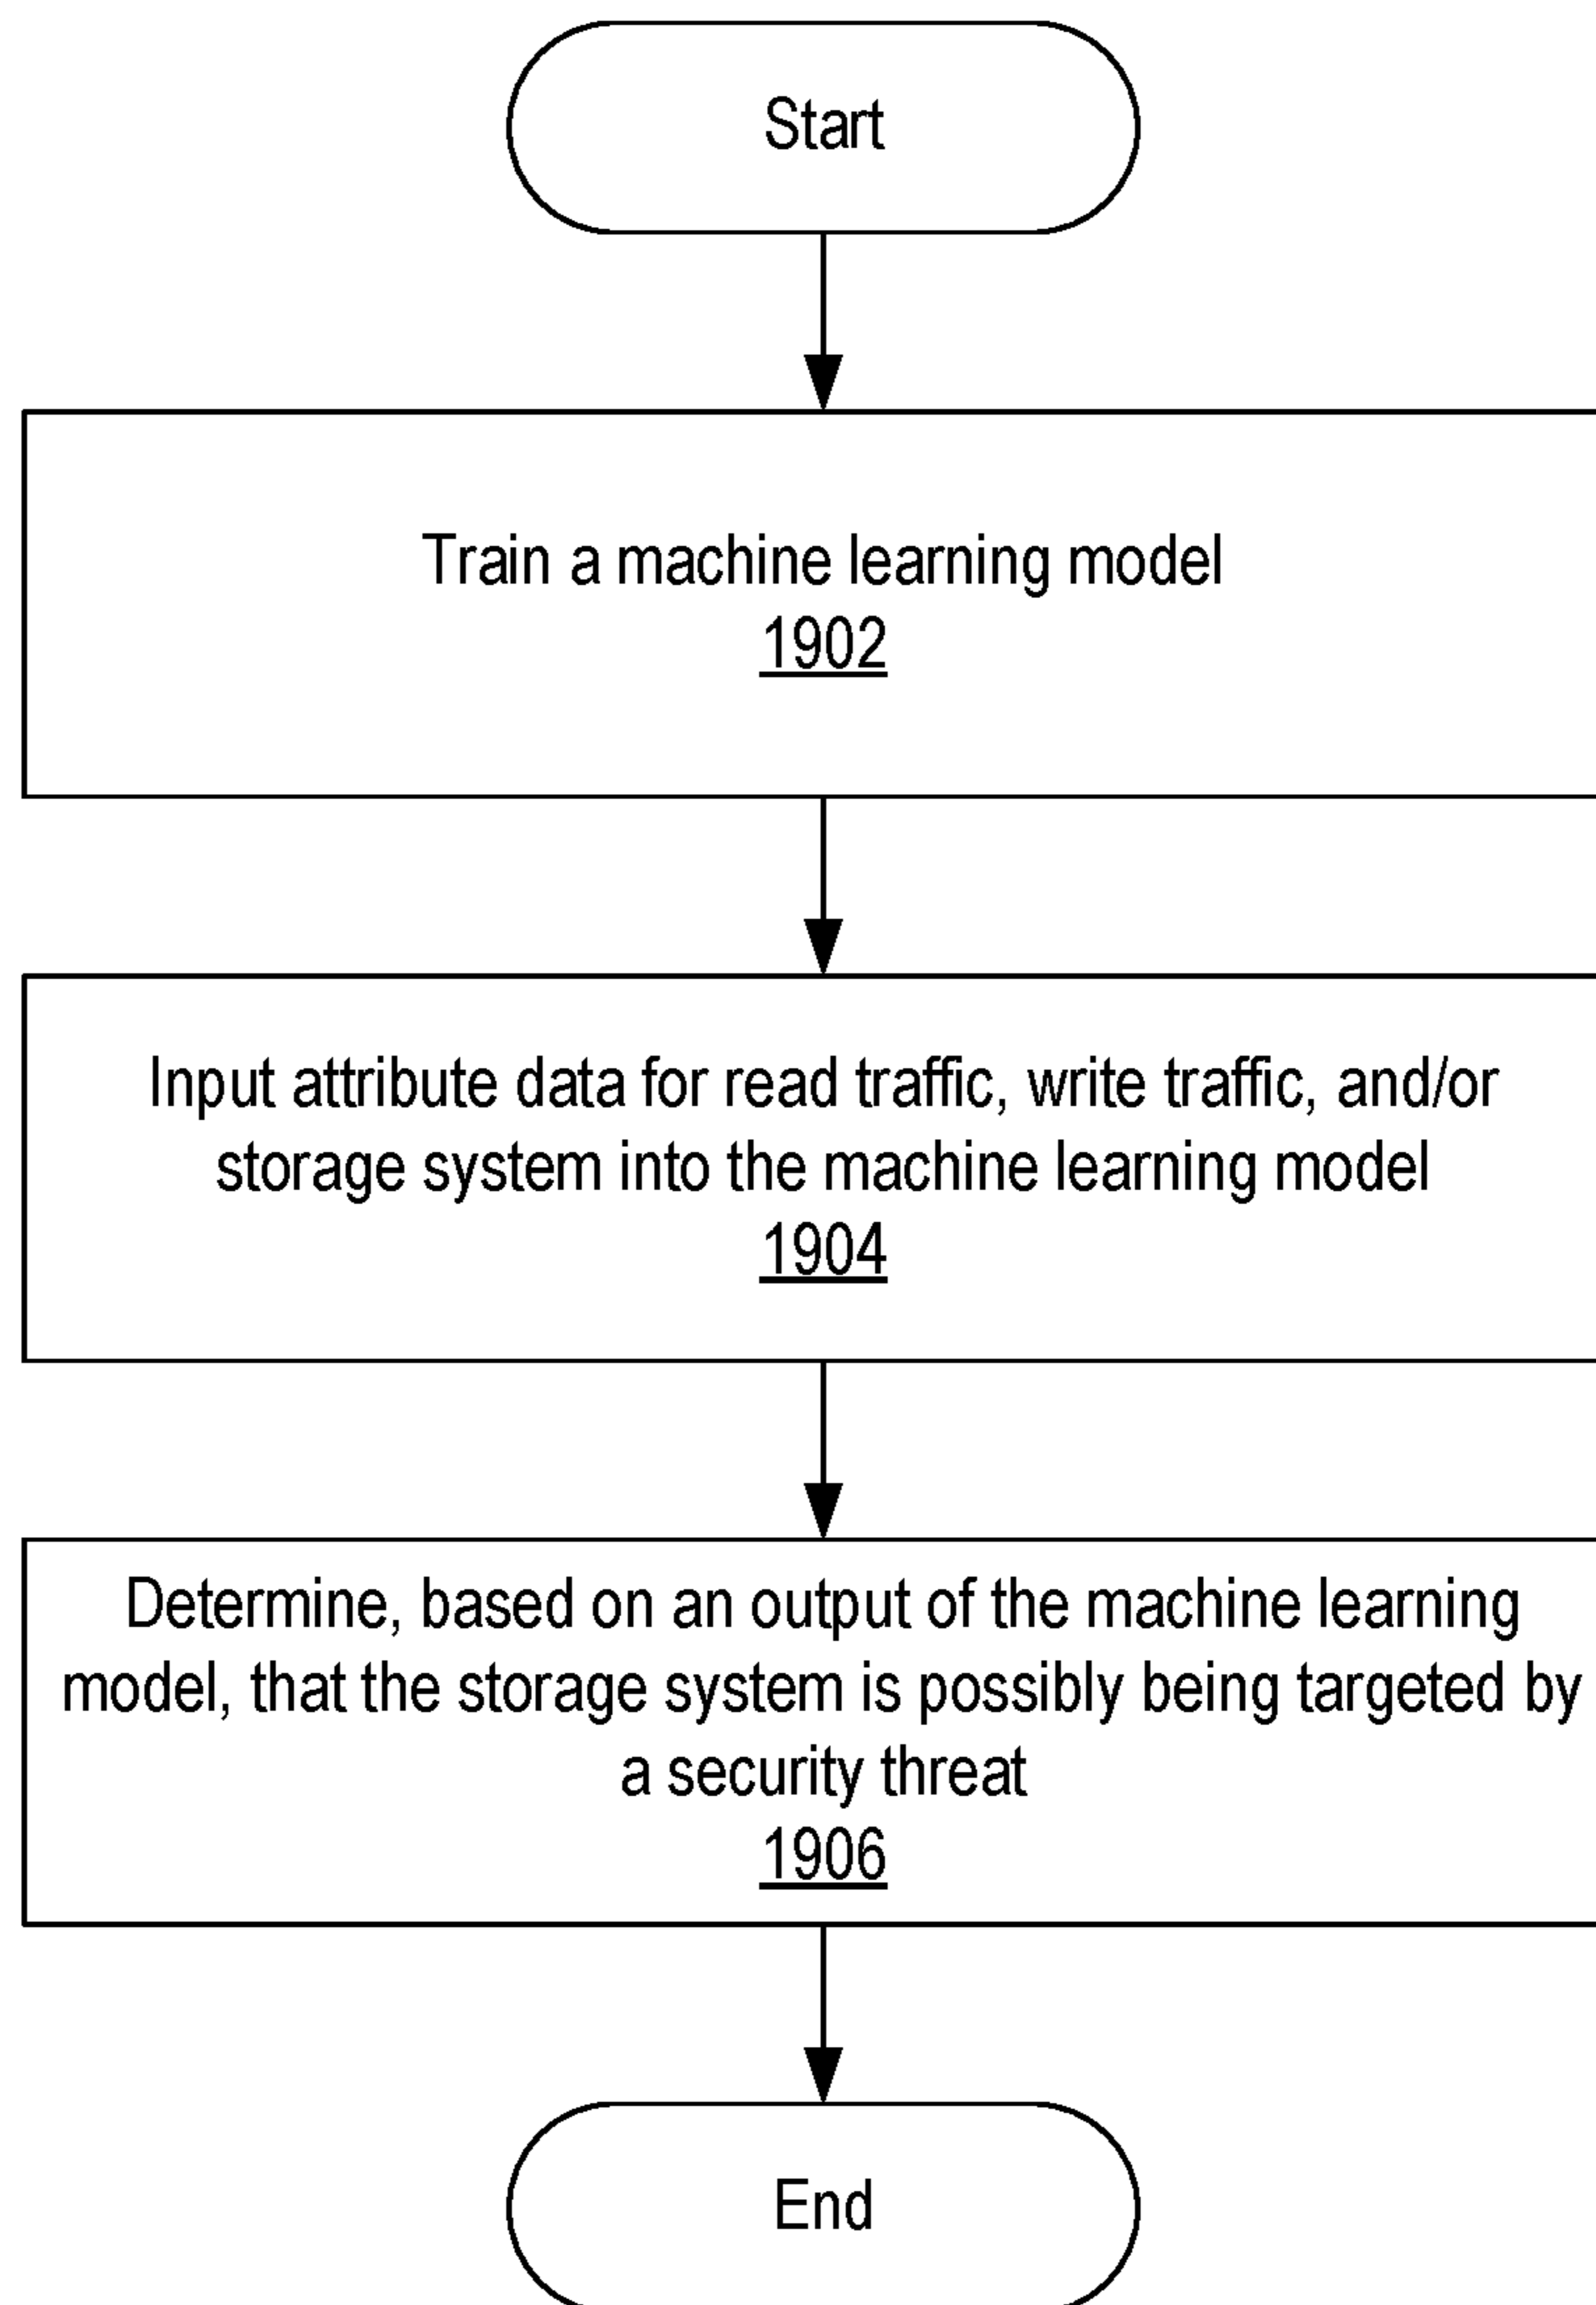 Start
Train a machine learning model
1902
Input attribute data for read traffic, write traffic, and/or
storage system into the machine learning model
1904
Determine, based on an output of the machine learning
model, that the storage system is possibly being targeted by
a security threat
1906
End